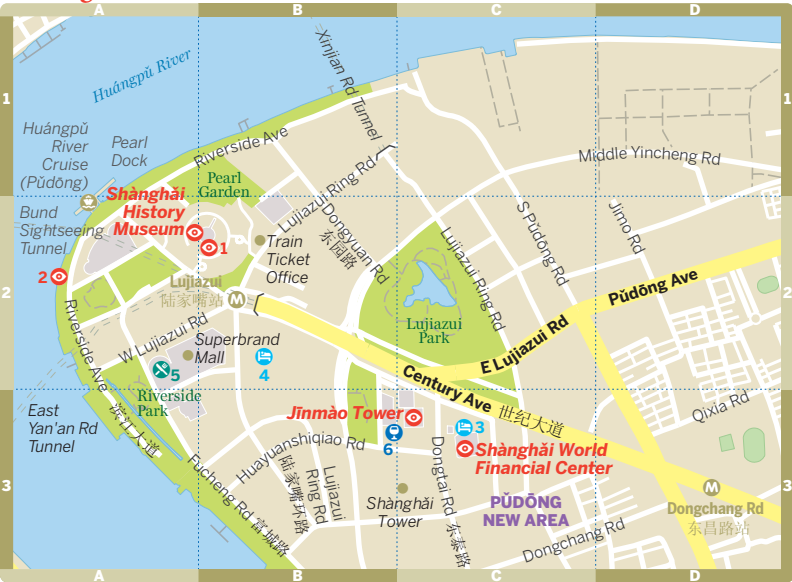 A
B
C
D
1
1
Huángpǔ River
Xinjian Rd Tunnel
Huángpǔ
River
Cruise
(Pǔdōng)
Pearl
Dock
Riverside Ave
Pearl
Garden
Middle Yincheng Rd
Shànghǎi
History
Museum
1
Bund
Sightseeing
Tunnel
Lujiazui Ring Rd
Dongyuan Rd
东园路
Train
Ticket
Office
Lujiazui Ring Rd
S Pǔdōng Rd
Jimo Rd
2
2
2
Lujiazui
陆家嘴站
M
Lujiazui
Park
Pǔdōng Ave
E Lujiazui Rd
Riverside Ave
W Lujiazui Rd
Superbrand
Mall
4
5
Riverside
Park
Century Ave 世纪大道
East
Yan'an Rd
Tunnel
滨江大道
Jīnmào Tower
3
6
Shànghǎi World
Financial Center
Qixia Rd
Huayuanshiqiao Rd
陆家嘴环路
Lujiazui
Ring Rd
Dongtai Rd 东泰路
Fucheng Rd 富城路
Shànghǎi
Tower
PǓDŌNG
NEW AREA
M
Dongchang Rd
东昌路站
Dongchang Rd
3
3
A
B
C
D